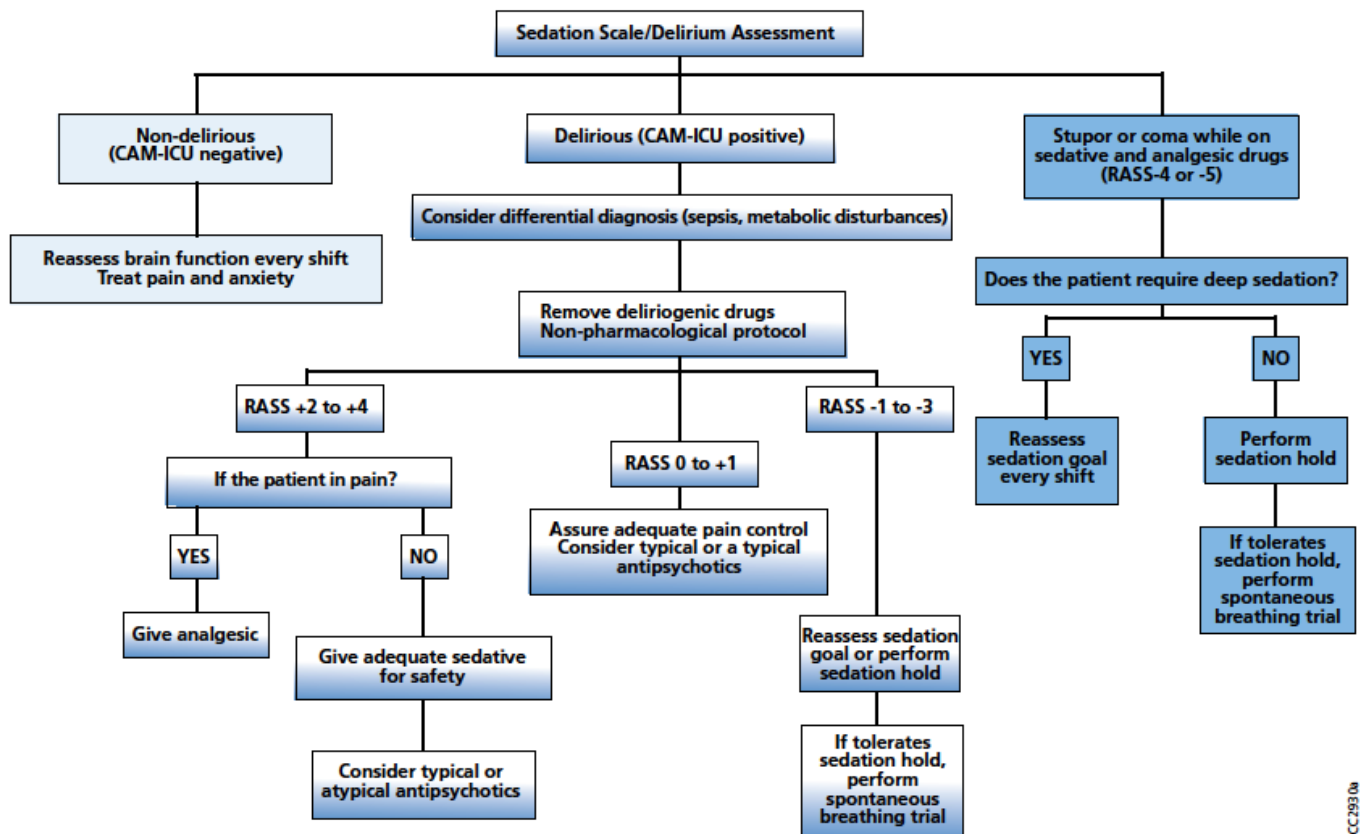 Sedation Scale/Delirium Assessment
Non-delirious
(CAM-ICU negative)
Reassess brain function every shift
Treat pain and anxiety
Delirious (CAM-ICU positive)
Consider differential diagnosis (sepsis, metabolic disturbances)
Remove deliriogenic drugs
Non-pharmacological protocol
RASS +2 to +4
If the patient in pain?
YES
Give analgesic
NO
Give adequate sedative
for safety
Consider typical or
atypical antipsychotics
RASS 0 to +1
Assure adequate pain control
Consider typical or a typical
antipsychotics
RASS -1 to -3
Reassess sedation
goal or perform
sedation hold
If tolerates
sedation hold,
perform
spontaneous
breathing trial
Stupor or coma while on
sedative and analgesic drugs
(RASS-4 or -5)
Does the patient require deep sedation?
YES
Reassess
sedation goal
every shift
NO
Perform
sedation hold
If tolerates
sedation hold,
perform
spontaneous
breathing trial
CC2930a